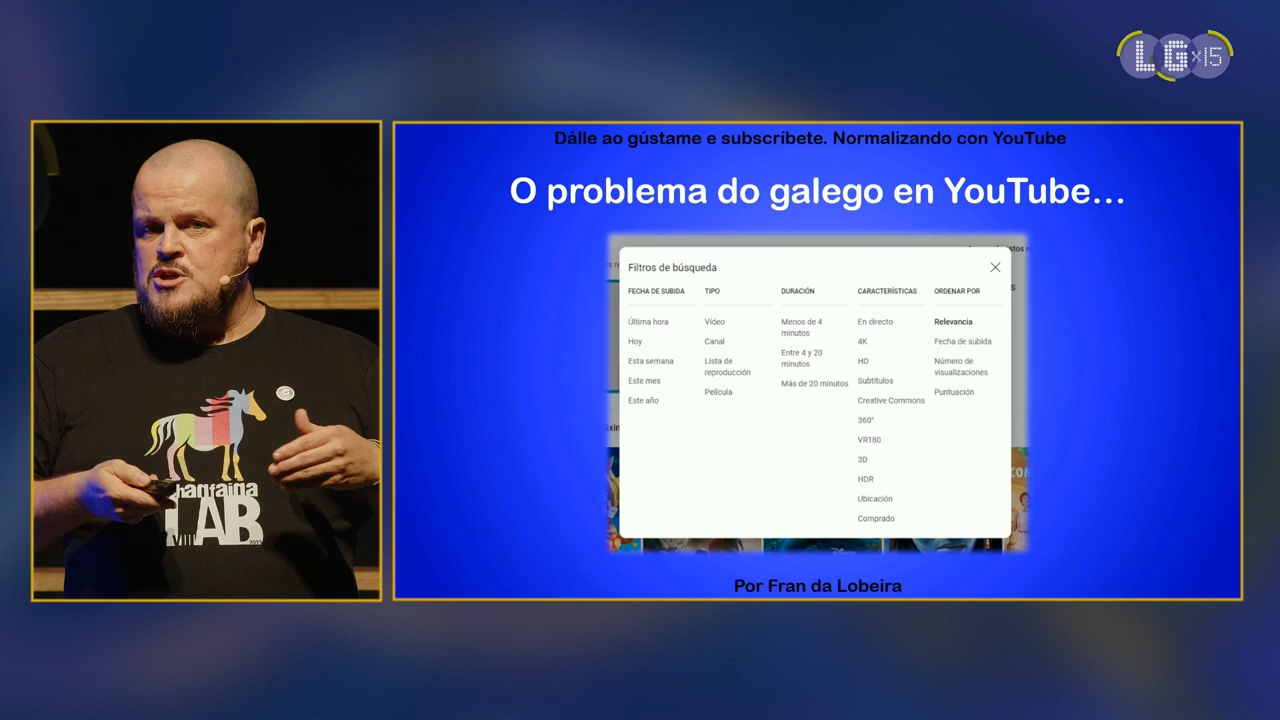 LG x15
Dálle ao gústame e subscríbete. Normalizando con YouTube
O problema do galego en YouTube...
Filtros de búsqueda
FECHA DE SUBIDA
Última hora
Hoy
Esta semana
Este mes
Este año
TIPO
Vídeo
Canal
Lista de
reproducción
Película
DURACIÓN
Menos de 4
minutos
Entre 4 y 20
minutos
Más de 20 minutos
CARACTERÍSTICAS
En directo
4K
HD
Subtítulos
Creative Commons
360°
VR180
3D
HDR
Ubicación
Comprado
ORDENAR POR
Relevancia
Fecha de subida
Número de
visualizaciones
Puntuación
LAB
Por Fran da Lobeira